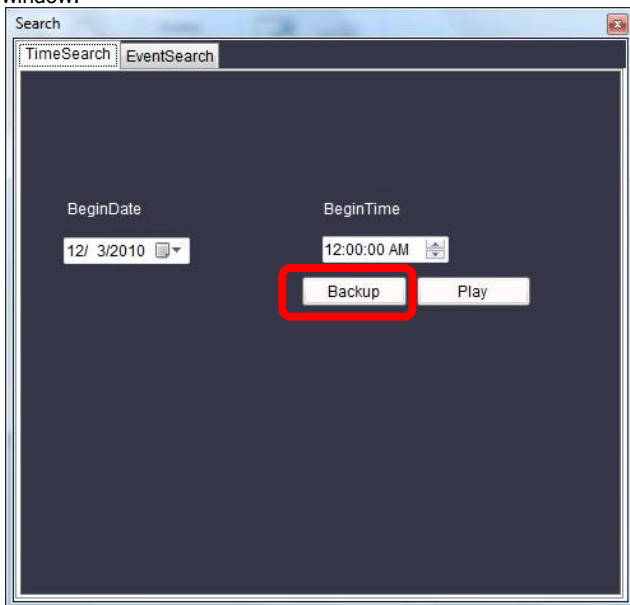 window.
Search
TimeSearch EventSearch
BeginDate BeginTime
12/ 3/2010 12:00:00 AM
Backup Play